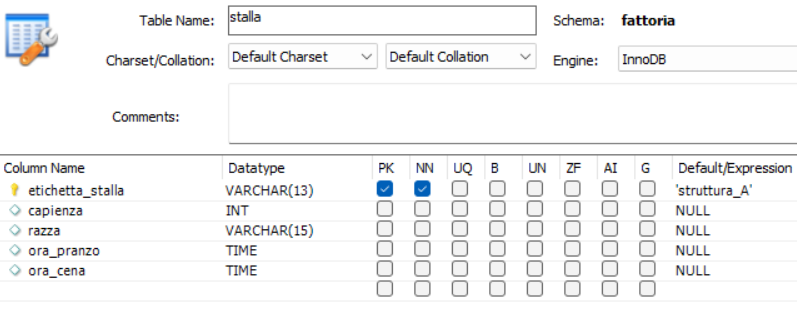 Table Name: stalla Schema: fattoria
Charset/Collation: Default Charset Default Collation Engine: InnoDB
Comments:
Column Name Datatype PK NN UQ B UN ZF AI G Default/Expression
etichetta_stalla VARCHAR(13) 'struttura_A'
capienza INT NULL
razza VARCHAR(15) NULL
ora_pranzo TIME NULL
ora_cena TIME NULL